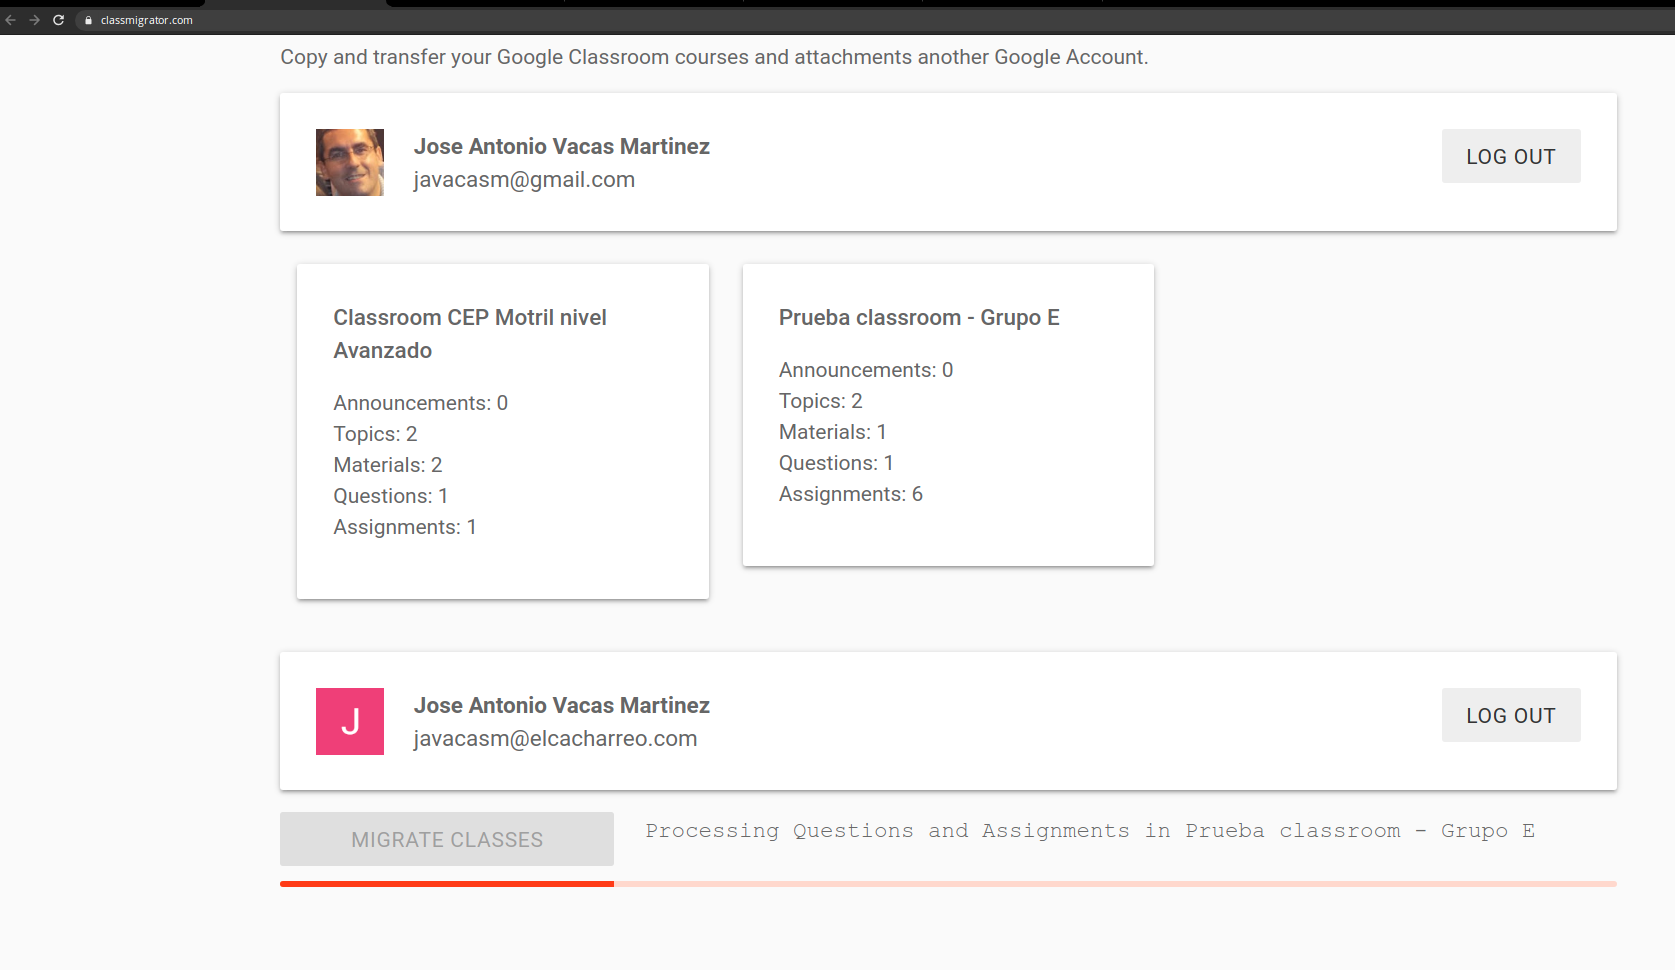 classmigrator.com
Copy and transfer your Google Classroom courses and attachments another Google Account.
Jose Antonio Vacas Martinez
javacasm@gmail.com
LOG OUT
Classroom CEP Motril nivel
Avanzado
Announcements: 0
Topics: 2
Materials: 2
Questions: 1
Assignments: 1
Prueba classroom - Grupo E
Announcements: 0
Topics: 2
Materials: 1
Questions: 1
Assignments: 6
J
Jose Antonio Vacas Martinez
javacasm@elcacharreo.com
LOG OUT
MIGRATE CLASSES
Processing Questions and Assignments in Prueba classroom - Grupo E